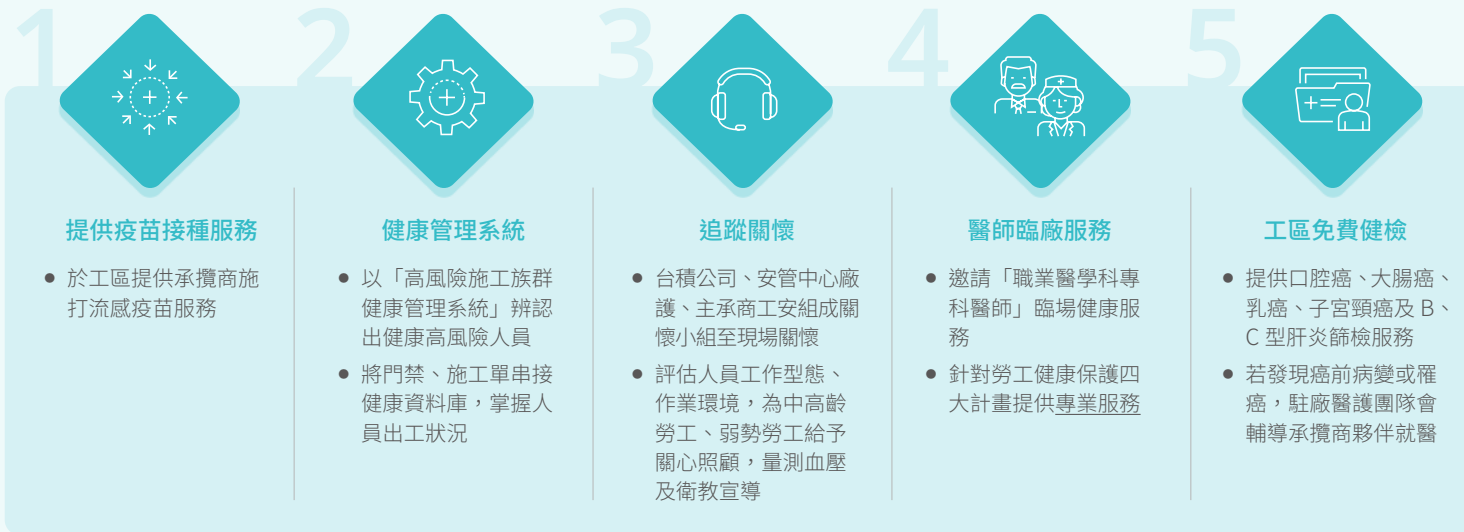 1
提供疫苗接種服務
● 於工區提供承攬商施
打流感疫苗服務
2
健康管理系統
● 以「高風險施工族群
健康管理系統」辨認
出健康高風險人員
● 將門禁、施工單串接
健康資料庫，掌握人
員出工狀況
3
追蹤關懷
● 台積公司、安管中心廠
護、主承商工安組成關
懷小組至現場關懷
● 評估人員工作型態、
作業環境，為中高齡
勞工、弱勢勞工給予
關心照顧，量測血壓
及衛教宣導
4
醫師臨廠服務
● 邀請「職業醫學科專
科醫師」臨場健康服
務
● 針對勞工健康保護四
大計畫提供專業服務
5
工區免費健檢
● 提供口腔癌、大腸癌、
乳癌、子宮頸癌及 B、
C 型肝炎篩檢服務
● 若發現癌前病變或罹
癌，駐廠醫護團隊會
輔導承攬商夥伴就醫